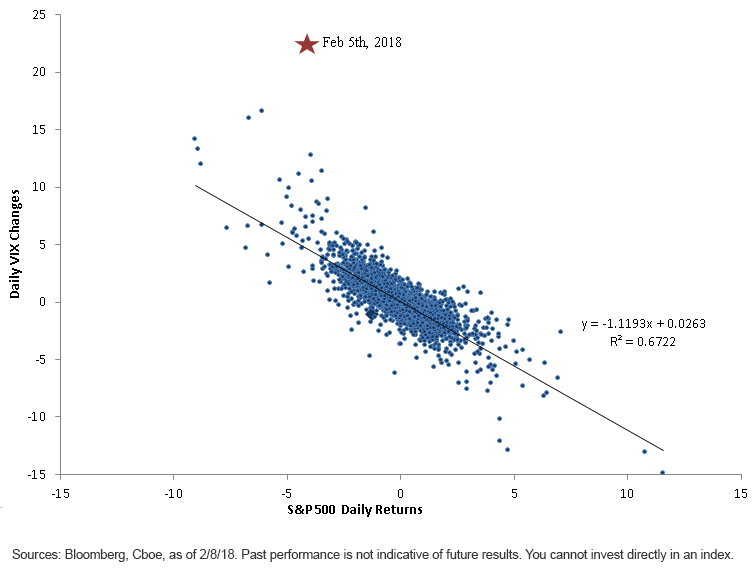 25
Feb 5th, 2018
20
15
10
5
0
-5
-10
-15
Daily VIX Changes
y = -1.1193x + 0.0263
R² = 0.6722
-15 -10 -5 0 5 10 15
S&P500 Daily Returns
Sources: Bloomberg, Cboe, as of 2/8/18. Past performance is not indicative of future results. You cannot invest directly in an index.